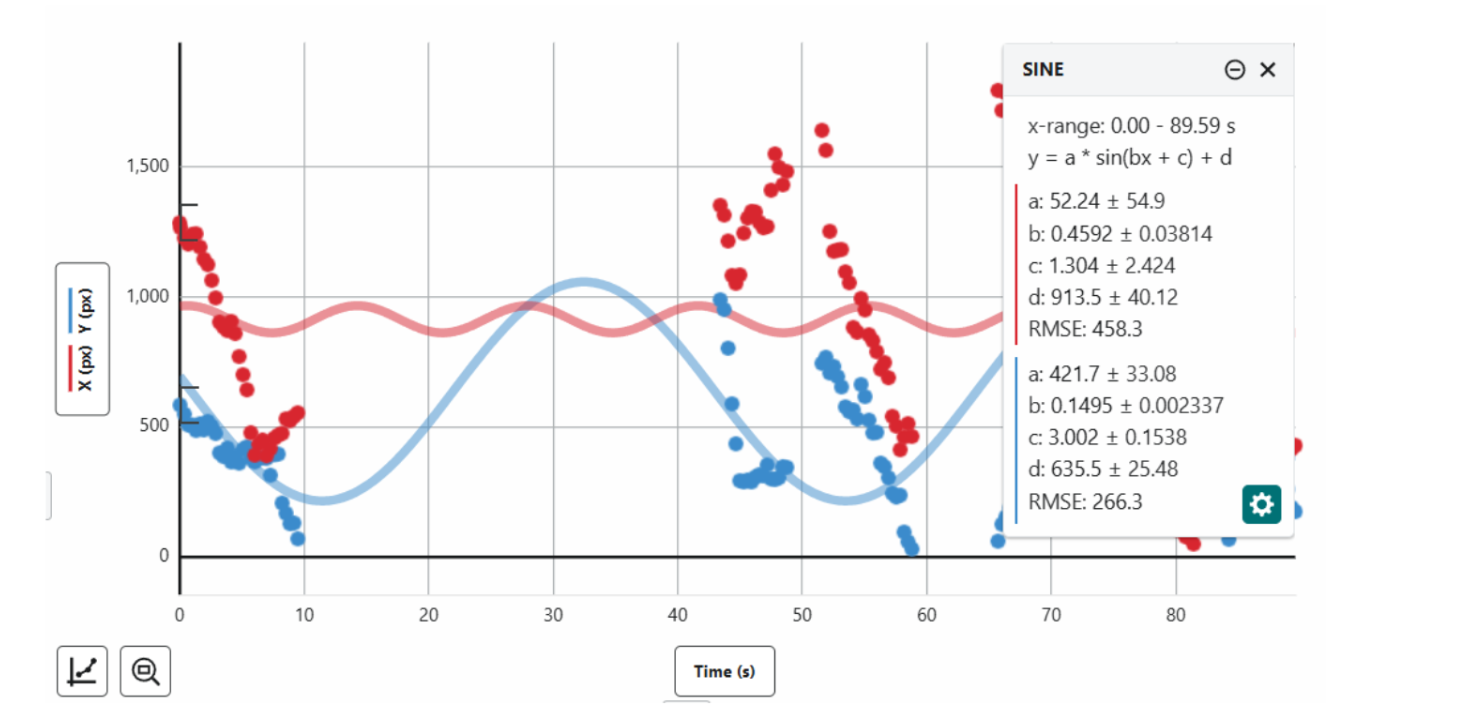 SINE
x-range: 0.00 - 89.59 s
y = a * sin(bx + c) + d
a: 52.24 ± 54.9
b: 0.4592 ± 0.03814
c: 1.304 ± 2.424
d: 913.5 ± 40.12
RMSE: 458.3
a: 421.7 ± 33.08
b: 0.1495 ± 0.002337
c: 3.002 ± 0.1538
d: 635.5 ± 25.48
RMSE: 266.3
1,500
1,000
500
0
X (px) Y (px)
0 10 20 30 40 50 60 70 80
Time (s)